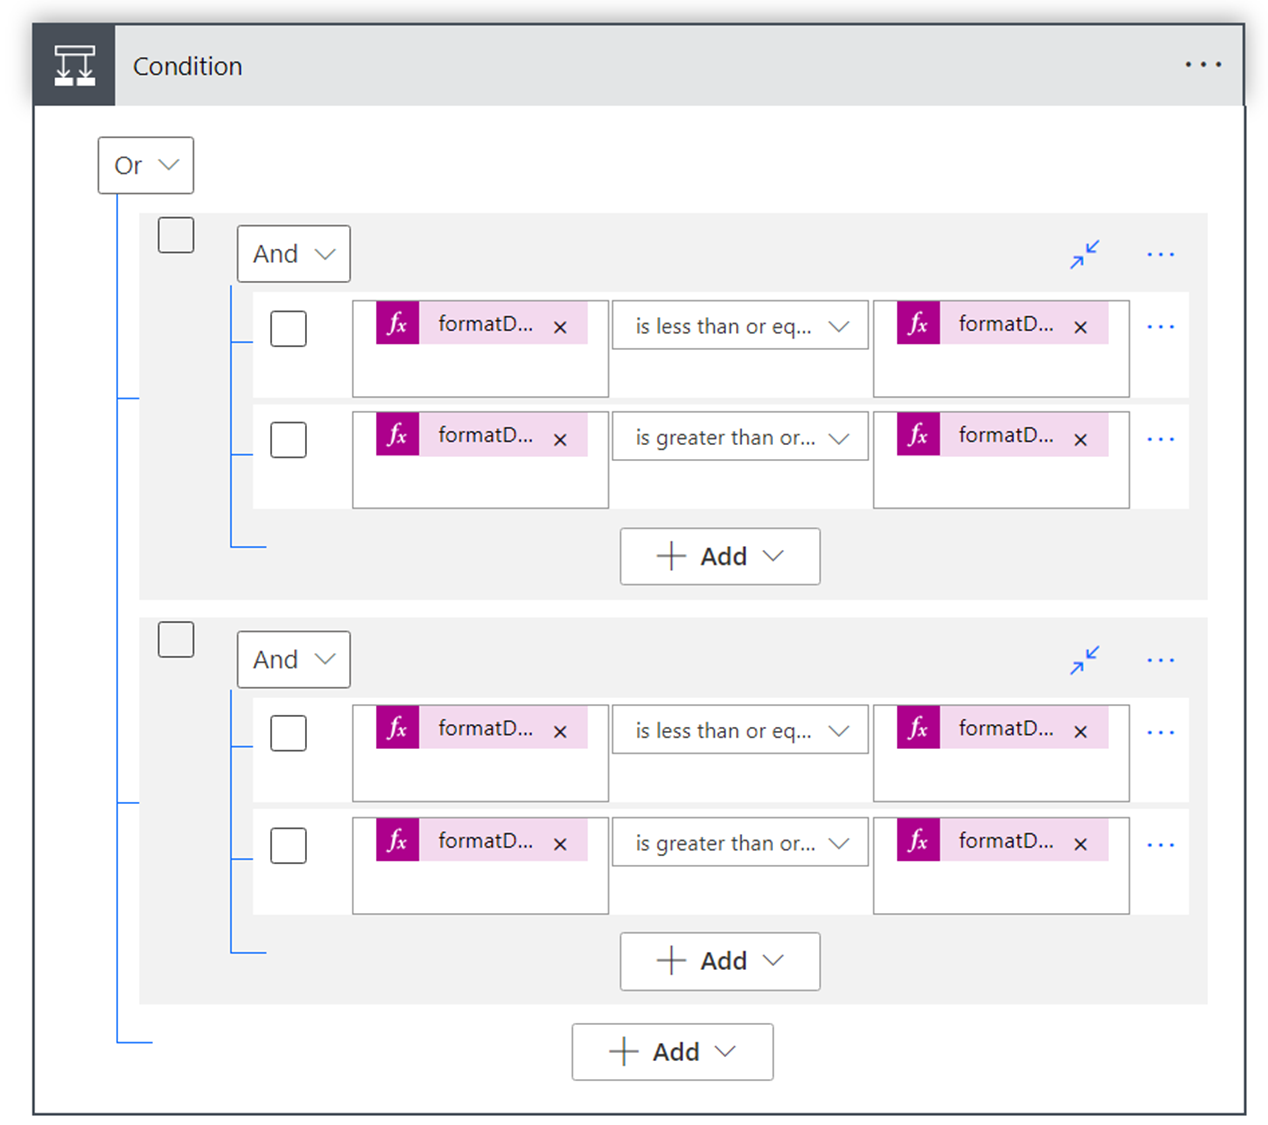 Condition
Or
And
fx formatD... × is less than or eq... fx formatD... ×
fx formatD... × is greater than or... fx formatD... ×
+ Add
And
fx formatD... × is less than or eq... fx formatD... ×
fx formatD... × is greater than or... fx formatD... ×
+ Add
+ Add